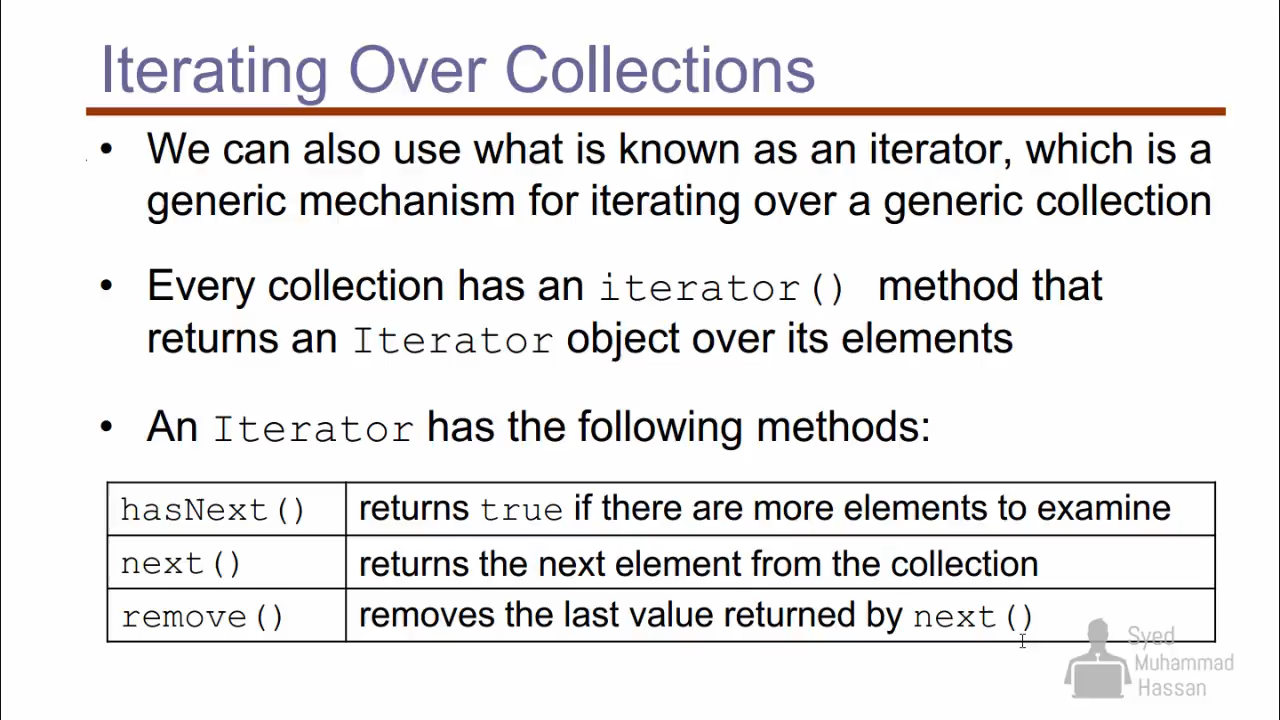 Iterating Over Collections
• We can also use what is known as an iterator, which is a
generic mechanism for iterating over a generic collection
• Every collection has an iterator() method that
returns an Iterator object over its elements
• An Iterator has the following methods:
hasNext() returns true if there are more elements to examine
next() returns the next element from the collection
remove() removes the last value returned by next()
Syed
Muhammad
Hassan